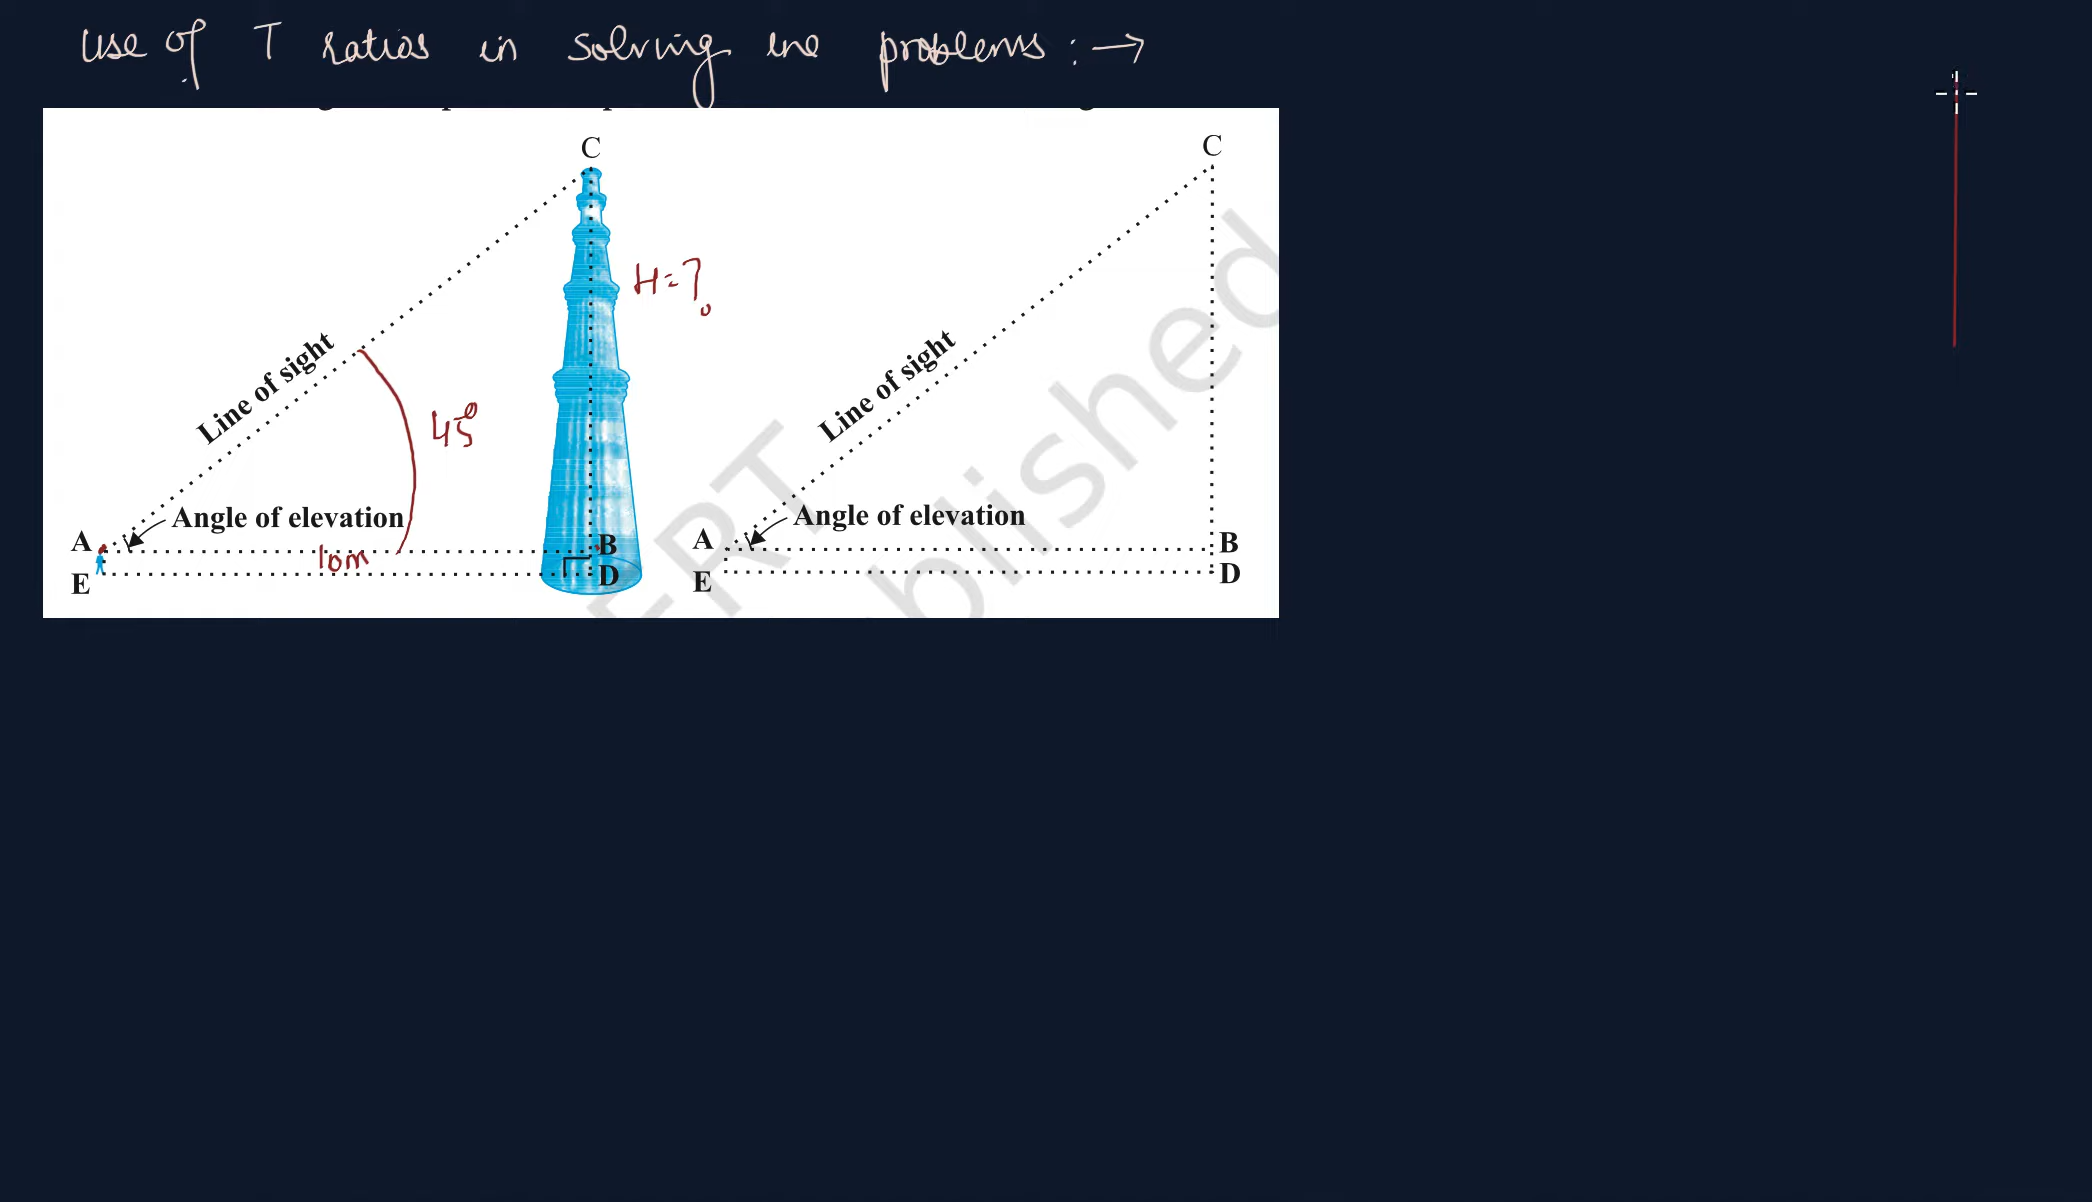 use of T ratios in solving the problems : →
C
H = ?
Line of sight
45°
Angle of elevation
A
B
10m
E
D
C
Line of sight
Angle of elevation
A
B
E
D
blished